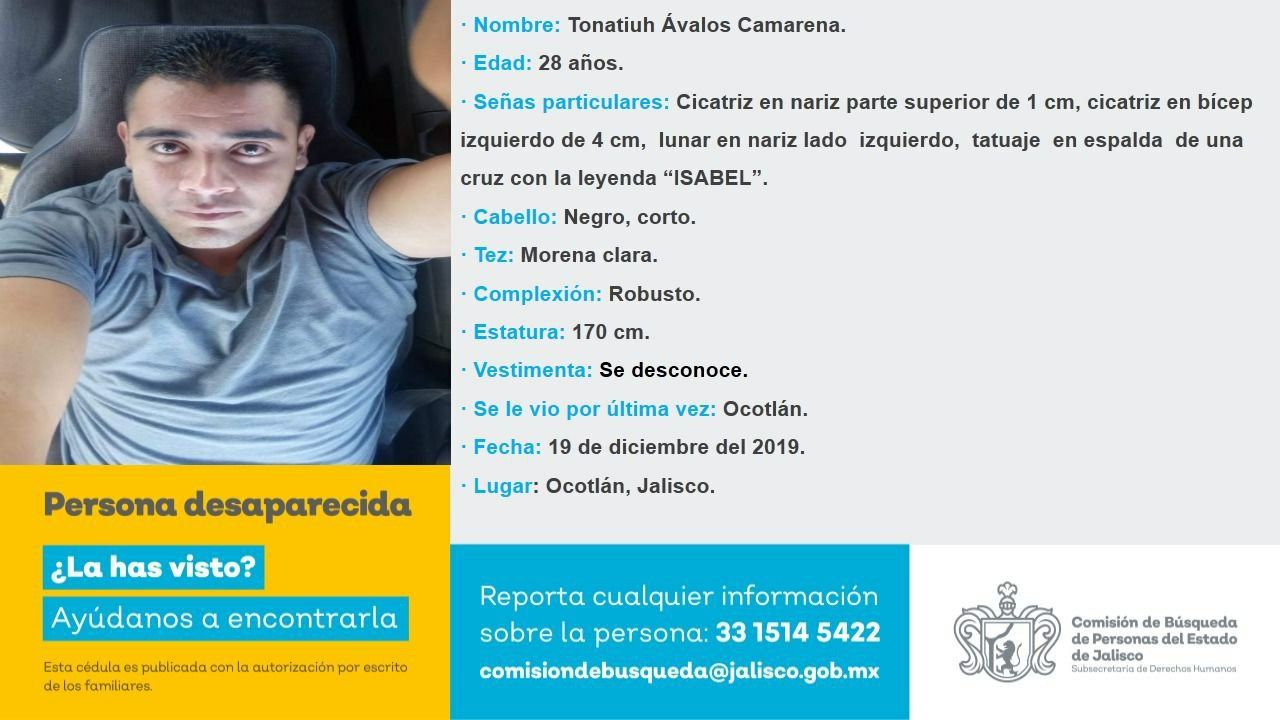 · Nombre: Tonatiuh Ávalos Camarena.
· Edad: 28 años.
· Señas particulares: Cicatriz en nariz parte superior de 1 cm, cicatriz en bícep
izquierdo de 4 cm, lunar en nariz lado izquierdo, tatuaje en espalda de una
cruz con la leyenda “ISABEL”.
· Cabello: Negro, corto.
· Tez: Morena clara.
· Complexión: Robusto.
· Estatura: 170 cm.
· Vestimenta: Se desconoce.
· Se le vio por última vez: Ocotlán.
· Fecha: 19 de diciembre del 2019.
· Lugar: Ocotlán, Jalisco.
Persona desaparecida
¿La has visto?
Ayúdanos a encontrarla
Esta cédula es publicada con la autorización por escrito
de los familiares.
Reporta cualquier información
sobre la persona: 33 1514 5422
comisiondebusqueda@jalisco.gob.mx
Comisión de Búsqueda
de Personas del Estado
de Jalisco
Subsecretaría de Derechos Humanos